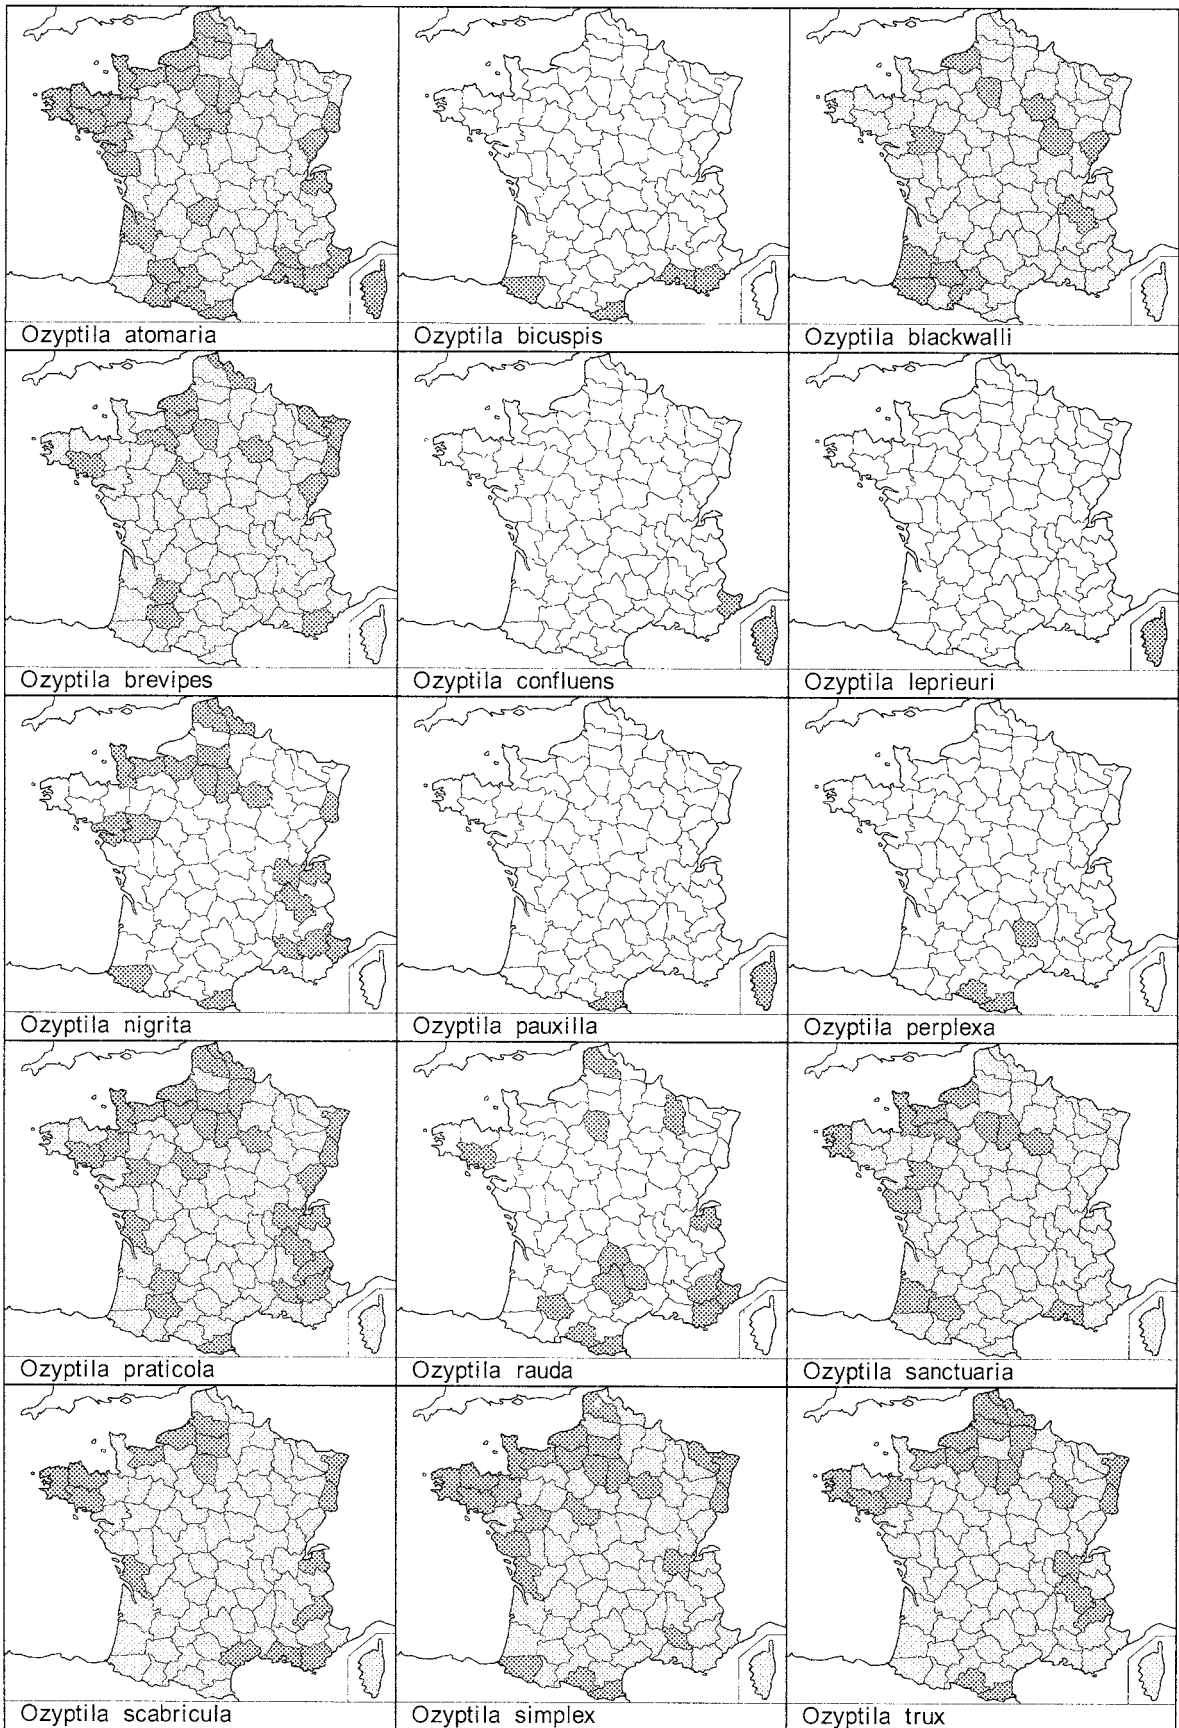 Ozyptila atomaria
Ozyptila bicuspis
Ozyptila blackwalli
Ozyptila brevipes
Ozyptila confluens
Ozyptila leprieuri
Ozyptila nigrita
Ozyptila pauxilla
Ozyptila perplexa
Ozyptila praticola
Ozyptila rauda
Ozyptila sanctuaria
Ozyptila scabricula
Ozyptila simplex
Ozyptila trux